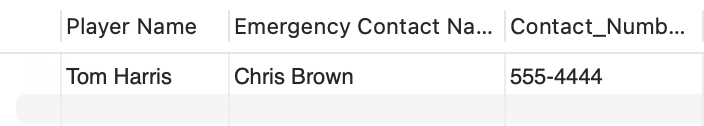 Player Name Emergency Contact Na... Contact_Numb...
Tom Harris Chris Brown 555-4444